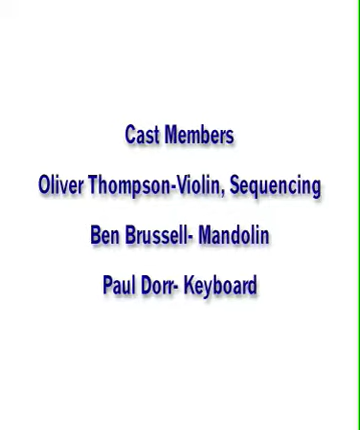 Cast Members
Oliver Thompson-Violin, Sequencing
Ben Brussell- Mandolin
Paul Dorr- Keyboard